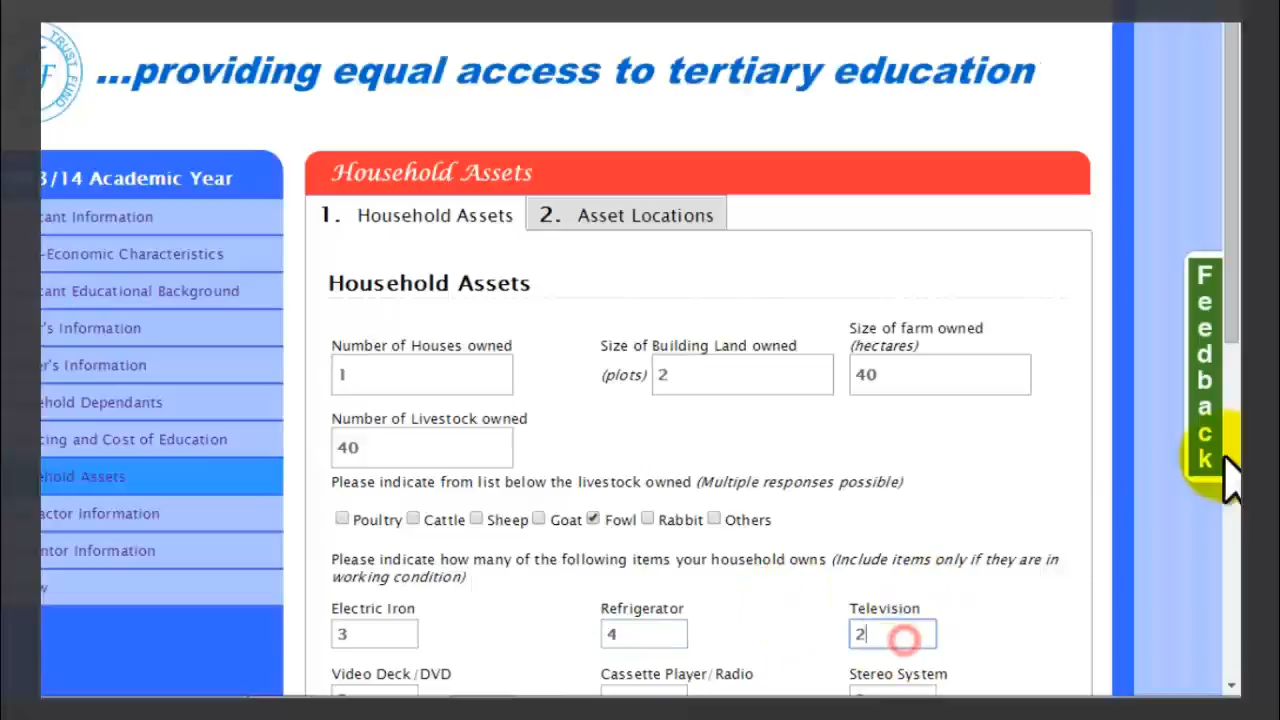 TRUST FUND
F
...providing equal access to tertiary education
3/14 Academic Year
cant Information
-Economic Characteristics
cant Educational Background
r's Information
er's Information
ehold Dependants
cing and Cost of Education
ehold Assets
actor Information
ntor Information
w
Household Assets
1. Household Assets
2. Asset Locations
Household Assets
Number of Houses owned
1
Size of Building Land owned
(plots) 2
Size of farm owned
(hectares)
40
Number of Livestock owned
40
Please indicate from list below the livestock owned (Multiple responses possible)
Poultry Cattle Sheep Goat Fowl Rabbit Others
Please indicate how many of the following items your household owns (Include items only if they are in
working condition)
Electric Iron
3
Refrigerator
4
Television
2
Video Deck/DVD
Cassette Player/Radio
Stereo System
Feedback